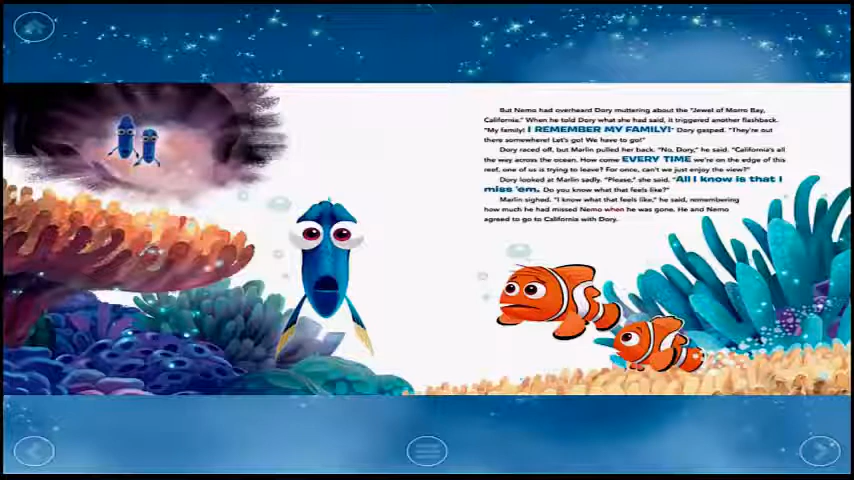 But Nemo had overheard Dory muttering about the "Jewel of Morro Bay,
California." When he told Dory what she had said, it triggered another flashback.
"My family! I REMEMBER MY FAMILY!" Dory gasped. "They're out
there somewhere! Let's go! We have to go!"
Dory raced off, but Marlin pulled her back. "No, Dory," he said. "California's all
the way across the ocean. How come EVERY TIME we're on the edge of this
reef, one of us is trying to leave? For once, can't we just enjoy the view?"
Dory looked at Marlin sadly. "Please," she said. "All I know is that I
miss 'em. Do you know what that feels like?"
Marlin sighed. "I know what that feels like," he said, remembering
how much he had missed Nemo when he was gone. He and Nemo
agreed to go to California with Dory.